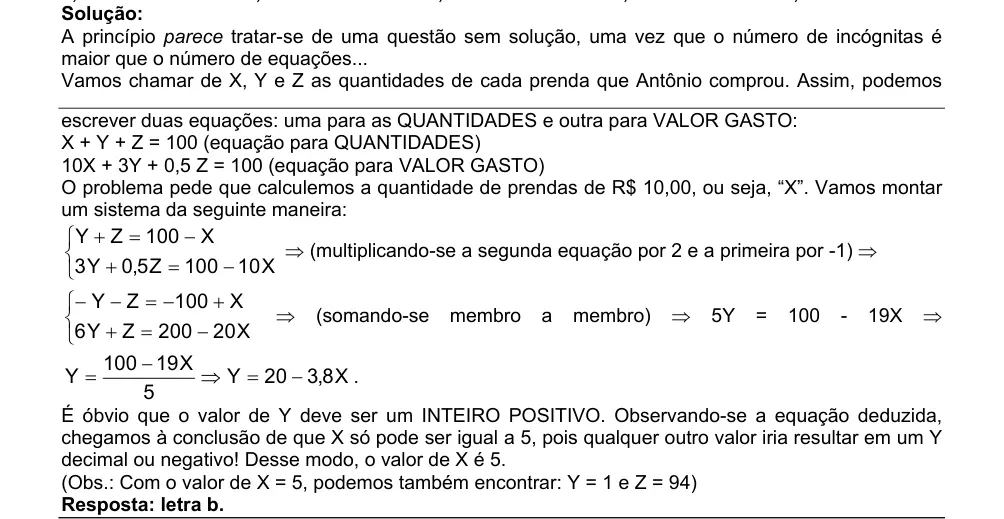 Solução:
A princípio parece tratar-se de uma questão sem solução, uma vez que o número de incógnitas é
maior que o número de equações...
Vamos chamar de X, Y e Z as quantidades de cada prenda que Antônio comprou. Assim, podemos
escrever duas equações: uma para as QUANTIDADES e outra para VALOR GASTO:
X + Y + Z = 100 (equação para QUANTIDADES)
10X + 3Y + 0,5 Z = 100 (equação para VALOR GASTO)
O problema pede que calculemos a quantidade de prendas de R$ 10,00, ou seja, “X”. Vamos montar
um sistema da seguinte maneira:
Y + Z = 100 − X
3Y + 0,5Z = 100 − 10X
⇒ (multiplicando-se a segunda equação por 2 e a primeira por -1) ⇒
− Y − Z = −100 + X
6Y + Z = 200 − 20X
⇒ (somando-se membro a membro) ⇒ 5Y = 100 - 19X ⇒
Y = (100 − 19X)/5 ⇒ Y = 20 − 3,8X .
É óbvio que o valor de Y deve ser um INTEIRO POSITIVO. Observando-se a equação deduzida,
chegamos à conclusão de que X só pode ser igual a 5, pois qualquer outro valor iria resultar em um Y
decimal ou negativo! Desse modo, o valor de X é 5.
(Obs.: Com o valor de X = 5, podemos também encontrar: Y = 1 e Z = 94)
Resposta: letra b.